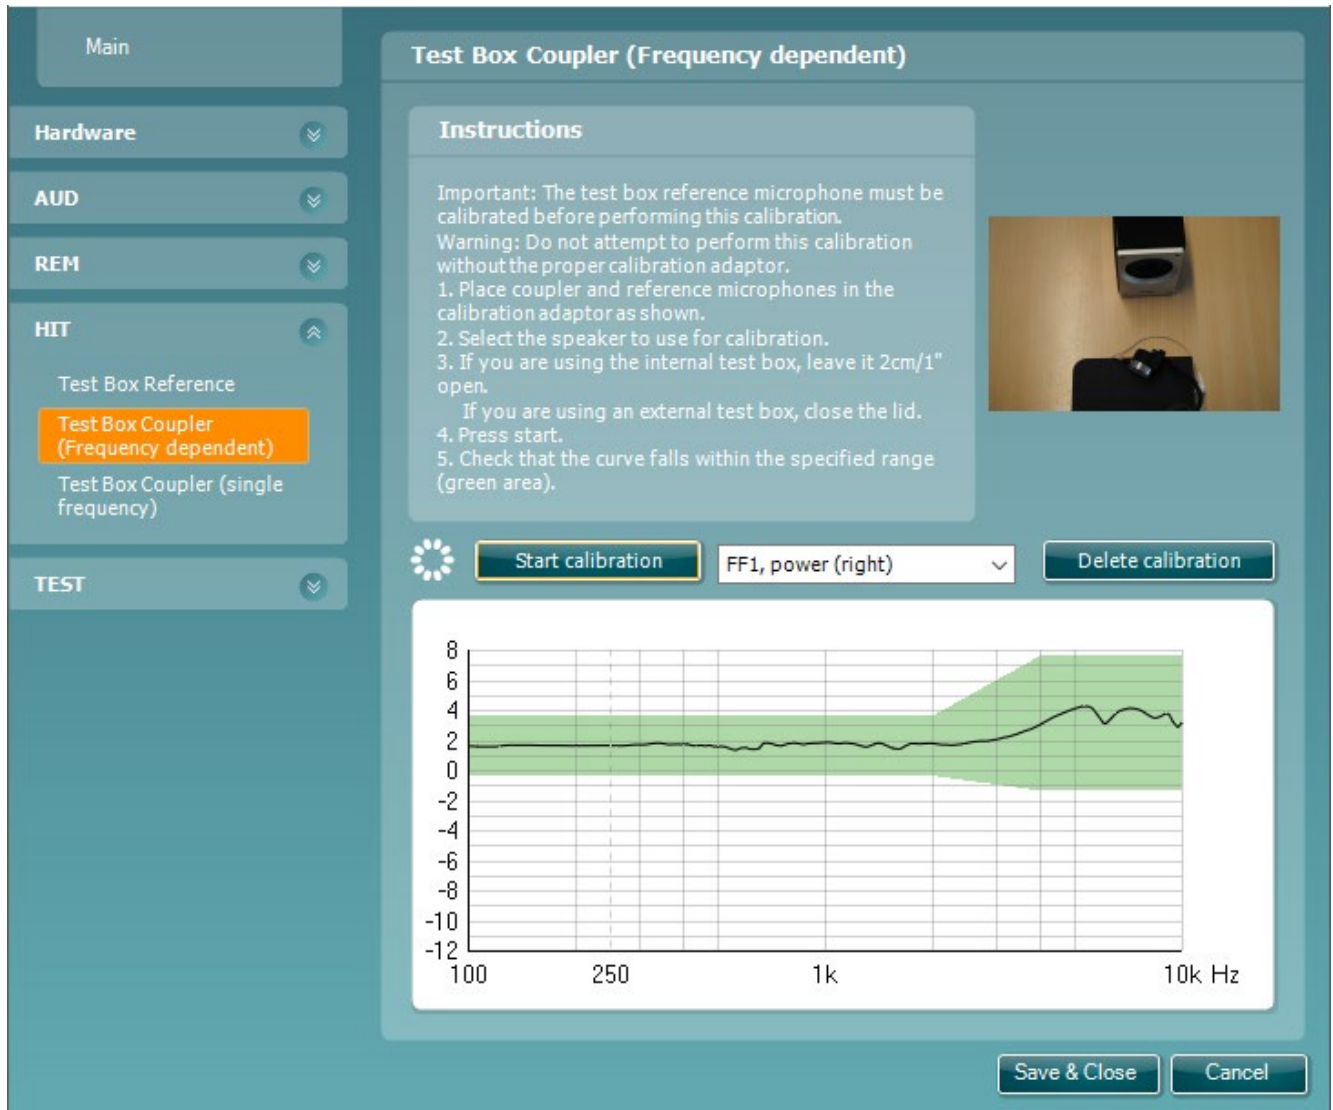 Main
Hardware
AUD
REM
HIT
Test Box Reference
Test Box Coupler
(Frequency dependent)
Test Box Coupler (single
frequency)
TEST
Test Box Coupler (Frequency dependent)
Instructions
Important: The test box reference microphone must be
calibrated before performing this calibration.
Warning: Do not attempt to perform this calibration
without the proper calibration adaptor.
1. Place coupler and reference microphones in the
calibration adaptor as shown.
2. Select the speaker to use for calibration.
3. If you are using the internal test box, leave it 2cm/1"
open.
If you are using an external test box, close the lid.
4. Press start.
5. Check that the curve falls within the specified range
(green area).
Start calibration
FF1, power (right)
Delete calibration
8
6
4
2
0
-2
-4
-6
-8
-10
-12
100 250 1k 10k Hz
Save & Close
Cancel